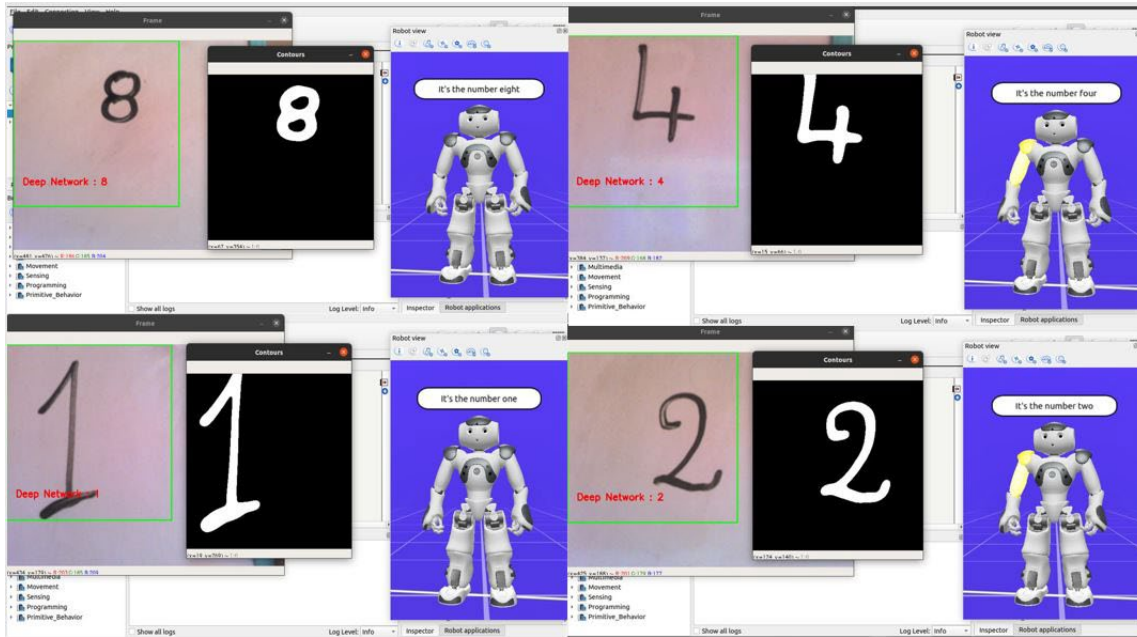 File Edit Connection View Help
Frame
Contours
8
8
Deep Network : 8
Robot view
It's the number eight
Movement
Sensing
Programming
Primitive_Behavior
Show all logs
Log Level: Info
Inspector
Robot applications
Frame
Contours
4
4
Deep Network : 4
Robot view
It's the number four
Multimedia
Movement
Sensing
Programming
Primitive_Behavior
Show all logs
Log Level: Info
Inspector
Robot applications
Frame
Contours
1
1
Deep Network : 1
Robot view
It's the number one
Multimedia
Movement
Sensing
Programming
Primitive_Behavior
Show all logs
Log Level: Info
Inspector
Robot applications
Frame
Contours
2
2
Deep Network : 2
Robot view
It's the number two
Multimedia
Movement
Sensing
Programming
Primitive_Behavior
Show all logs
Log Level: Info
Inspector
Robot applications